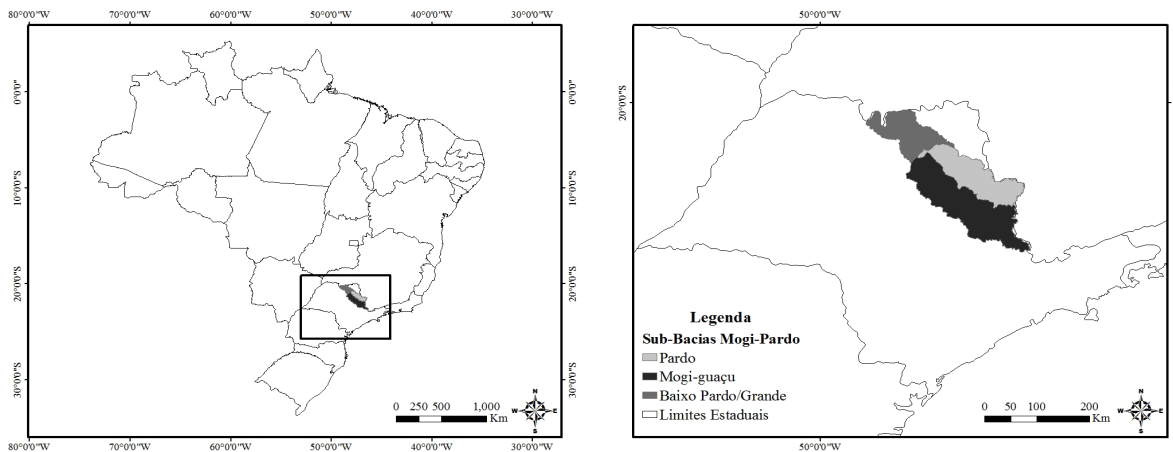 80°0'0"W 70°0'0"W 60°0'0"W 50°0'0"W 40°0'0"W 30°0'0"W
0°0'0"
10°0'0"S
20°0'0"S
30°0'0"S
0°0'0"
10°0'0"S
20°0'0"S
30°0'0"S
N
W E
S
0 250 500 1,000
Km
80°0'0"W 70°0'0"W 60°0'0"W 50°0'0"W 40°0'0"W 30°0'0"W
50°0'0"W
20°0'0"S
20°0'0"S
Legenda
Sub-Bacias Mogi-Pardo
Pardo
Mogi-guaçu
Baixo Pardo/Grande
Limites Estaduais
N
W E
S
0 50 100 200
Km
50°0'0"W